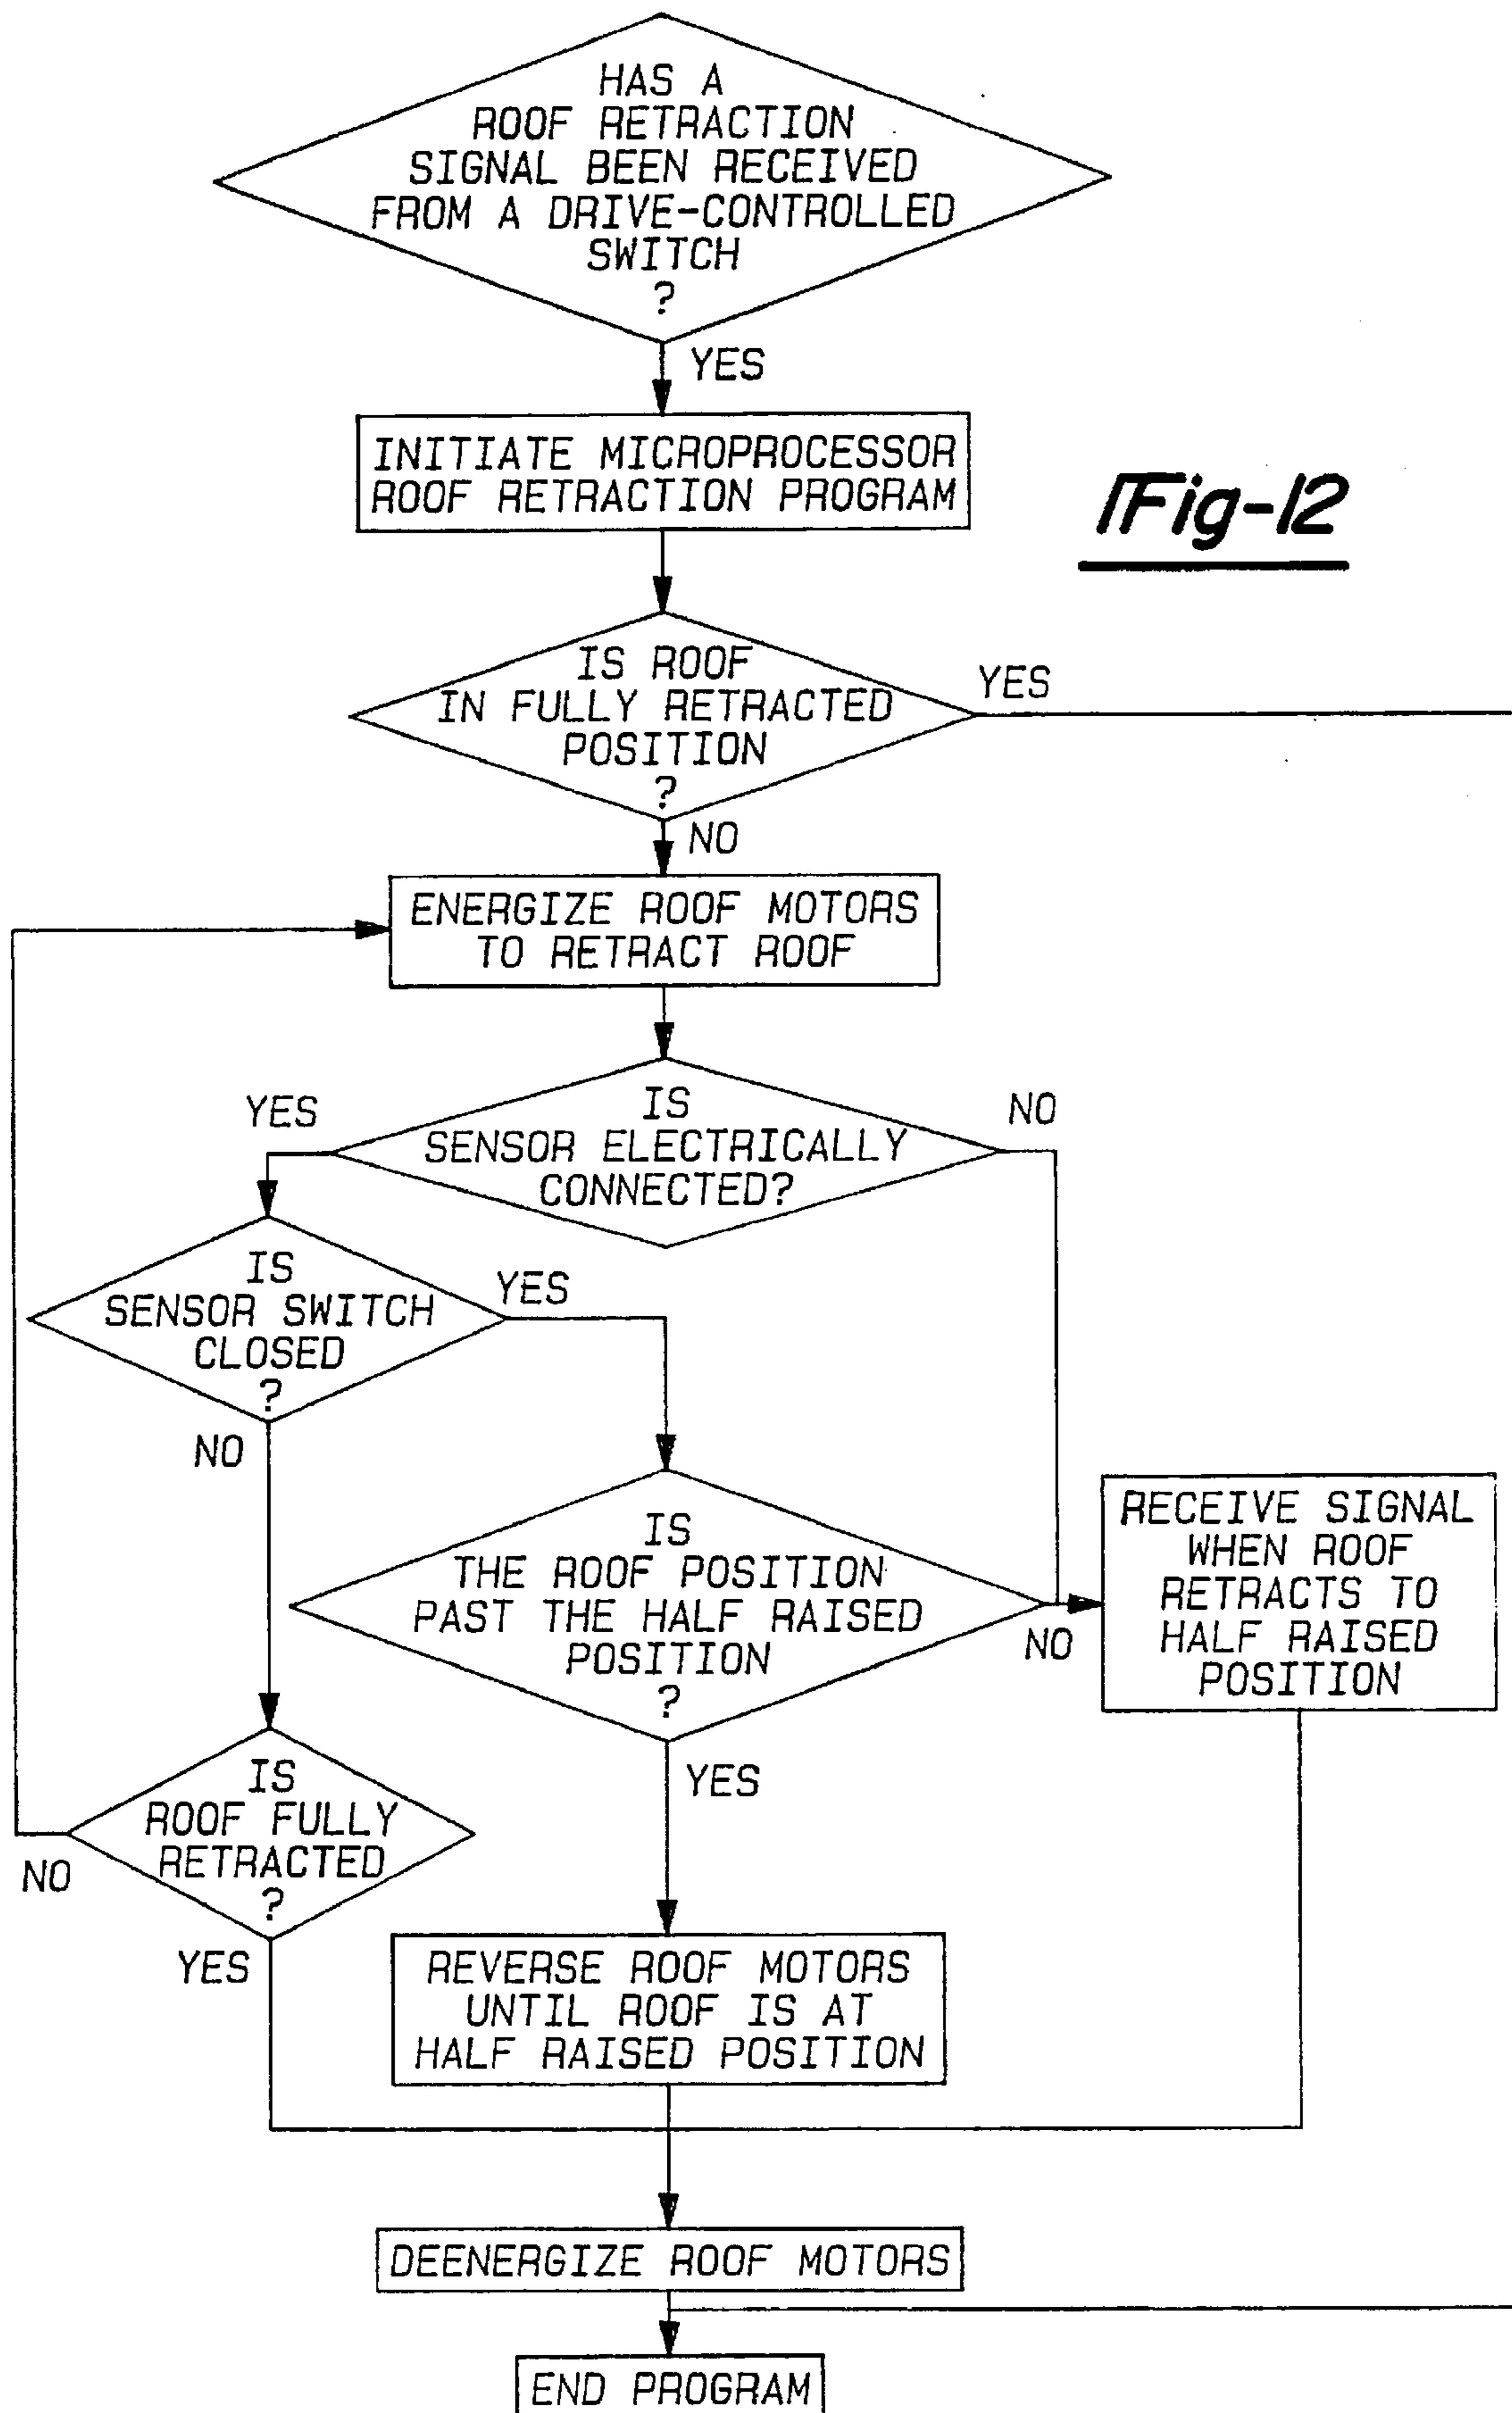 HAS A
ROOF RETRACTION
SIGNAL BEEN RECEIVED
FROM A DRIVE-CONTROLLED
SWITCH
?
YES
INITIATE MICROPROCESSOR
ROOF RETRACTION PROGRAM
Fig-12
IS ROOF
IN FULLY RETRACTED
POSITION
?
YES
NO
ENERGIZE ROOF MOTORS
TO RETRACT ROOF
IS
SENSOR ELECTRICALLY
CONNECTED?
YES
NO
IS
SENSOR SWITCH
CLOSED
?
YES
NO
IS
THE ROOF POSITION
PAST THE HALF RAISED
POSITION
?
NO
YES
RECEIVE SIGNAL
WHEN ROOF
RETRACTS TO
HALF RAISED
POSITION
IS
ROOF FULLY
RETRACTED
?
NO
YES
REVERSE ROOF MOTORS
UNTIL ROOF IS AT
HALF RAISED POSITION
DEENERGIZE ROOF MOTORS
END PROGRAM